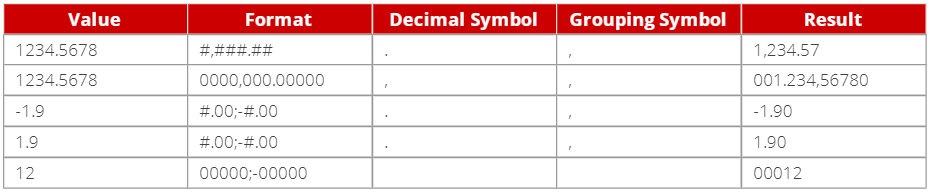 Value Format Decimal Symbol Grouping Symbol Result
1234.5678 #,###.## . , 1,234.57
1234.5678 0000,000.00000 , , 001.234,56780
-1.9 #.00;-#.00 . , -1.90
1.9 #.00;-#.00 . , 1.90
12 00000;-00000 00012